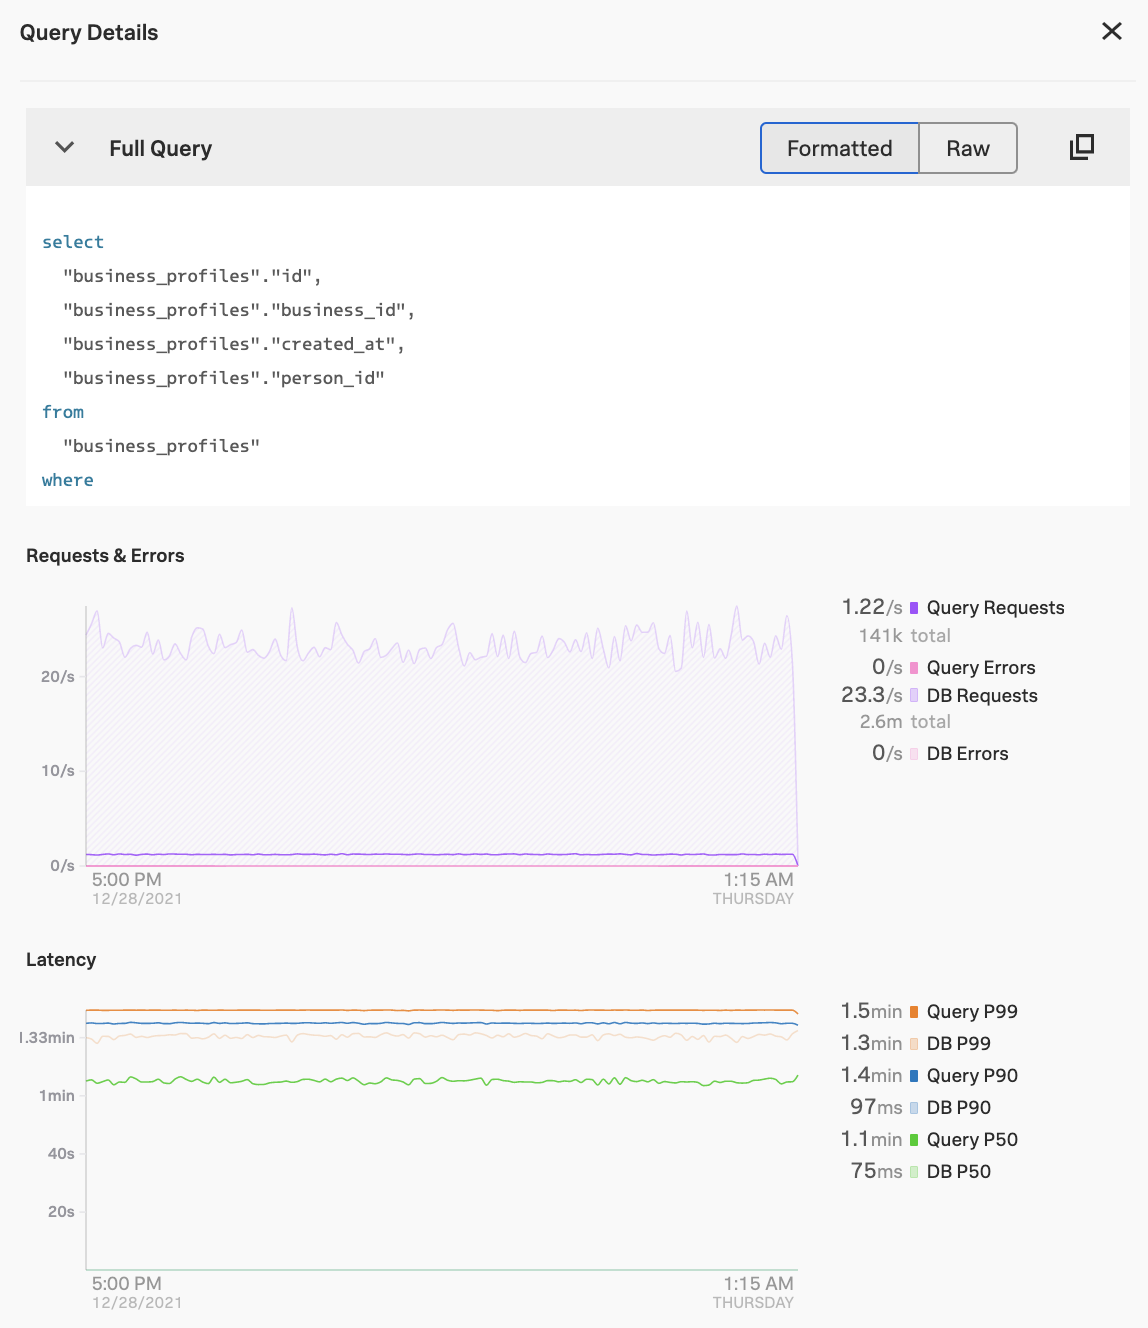 Query Details
Full Query
Formatted
Raw
select
"business_profiles"."id",
"business_profiles"."business_id",
"business_profiles"."created_at",
"business_profiles"."person_id"
from
"business_profiles"
where
Requests & Errors
20/s
10/s
0/s
5:00 PM
12/28/2021
1:15 AM
THURSDAY
1.22/s Query Requests
141k total
0/s Query Errors
23.3/s DB Requests
2.6m total
0/s DB Errors
Latency
1.33min
1min
40s
20s
5:00 PM
12/28/2021
1:15 AM
THURSDAY
1.5min Query P99
1.3min DB P99
1.4min Query P90
97ms DB P90
1.1min Query P50
75ms DB P50